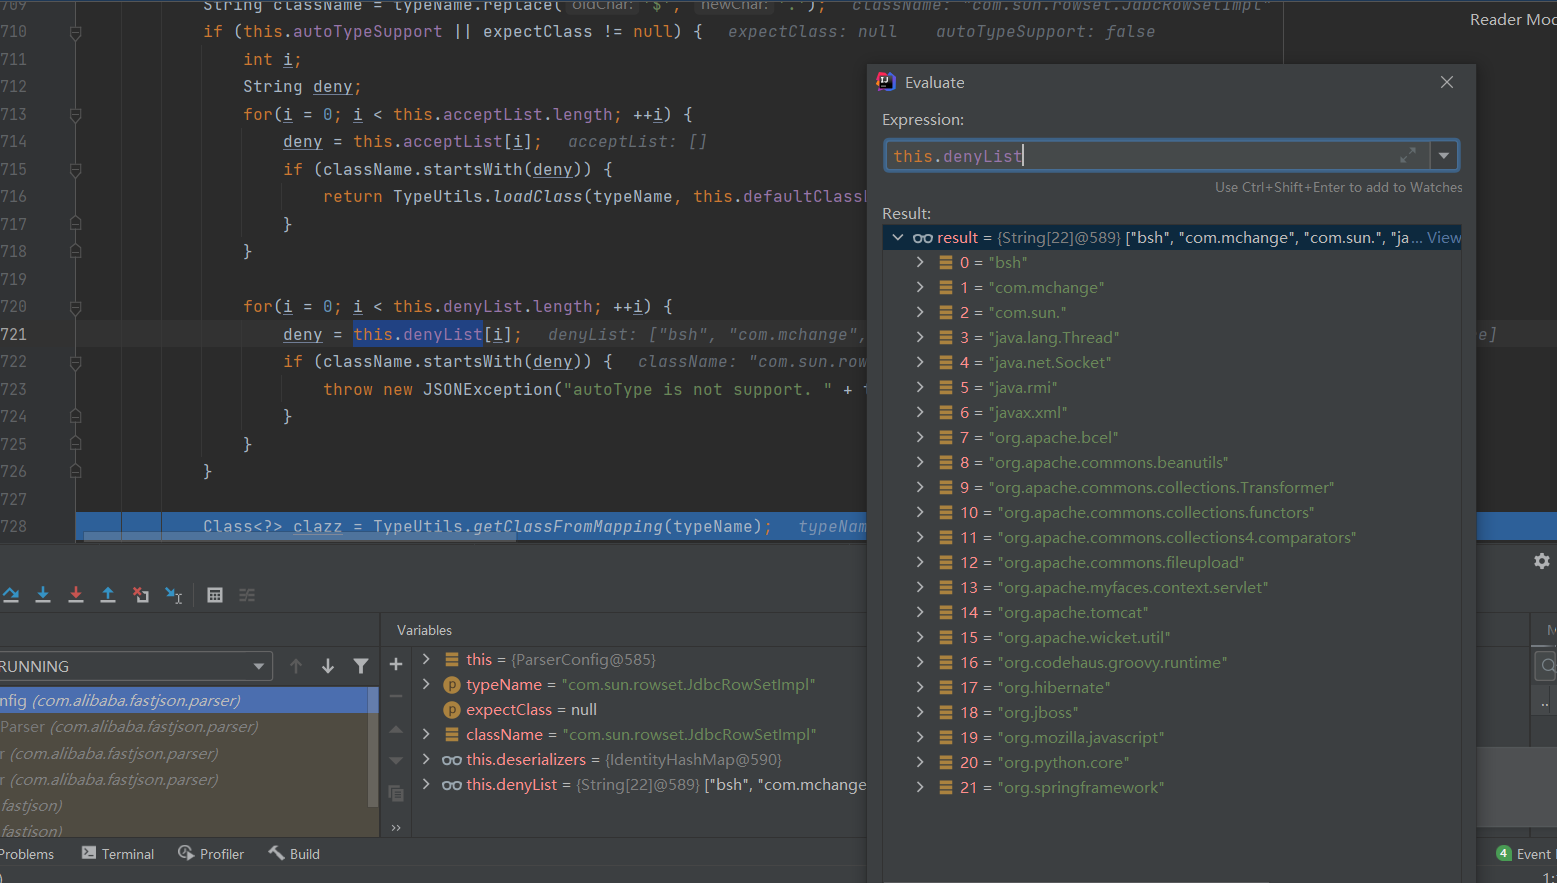 709 String className = typeName.replace( oldChar: '$', newChar: '.'); className: "com.sun.rowset.JdbcRowSetImpl"
Reader Mod
710 if (this.autoTypeSupport || expectClass != null) { expectClass: null autoTypeSupport: false
711 int i;
712 String deny;
713 for(i = 0; i < this.acceptList.length; ++i) {
714 deny = this.acceptList[i]; acceptList: []
715 if (className.startsWith(deny)) {
716 return TypeUtils.loadClass(typeName, this.defaultClassL
717 }
718 }
719
720 for(i = 0; i < this.denyList.length; ++i) {
721 deny = this.denyList[i]; denyList: ["bsh", "com.mchange", e]
722 if (className.startsWith(deny)) { className: "com.sun.row
723 throw new JSONException("autoType is not support. " + t
724 }
725 }
726 }
727
728 Class<?> clazz = TypeUtils.getClassFromMapping(typeName); typeNam
Evaluate
Expression:
this.denyList
Use Ctrl+Shift+Enter to add to Watches
Result:
result = {String[22]@589} ["bsh", "com.mchange", "com.sun.", "ja... View
0 = "bsh"
1 = "com.mchange"
2 = "com.sun."
3 = "java.lang.Thread"
4 = "java.net.Socket"
5 = "java.rmi"
6 = "javax.xml"
7 = "org.apache.bcel"
8 = "org.apache.commons.beanutils"
9 = "org.apache.commons.collections.Transformer"
10 = "org.apache.commons.collections.functors"
11 = "org.apache.commons.collections4.comparators"
12 = "org.apache.commons.fileupload"
13 = "org.apache.myfaces.context.servlet"
14 = "org.apache.tomcat"
15 = "org.apache.wicket.util"
16 = "org.codehaus.groovy.runtime"
17 = "org.hibernate"
18 = "org.jboss"
19 = "org.mozilla.javascript"
20 = "org.python.core"
21 = "org.springframework"
Variables
RUNNING
nfig (com.alibaba.fastjson.parser)
Parser (com.alibaba.fastjson.parser)
r (com.alibaba.fastjson.parser)
r (com.alibaba.fastjson.parser)
fastjson)
fastjson)
this = {ParserConfig@585}
typeName = "com.sun.rowset.JdbcRowSetImpl"
expectClass = null
className = "com.sun.rowset.JdbcRowSetImpl"
this.deserializers = {IdentityHashMap@590}
this.denyList = {String[22]@589} ["bsh", "com.mchange
Problems
Terminal
Profiler
Build
4 Event